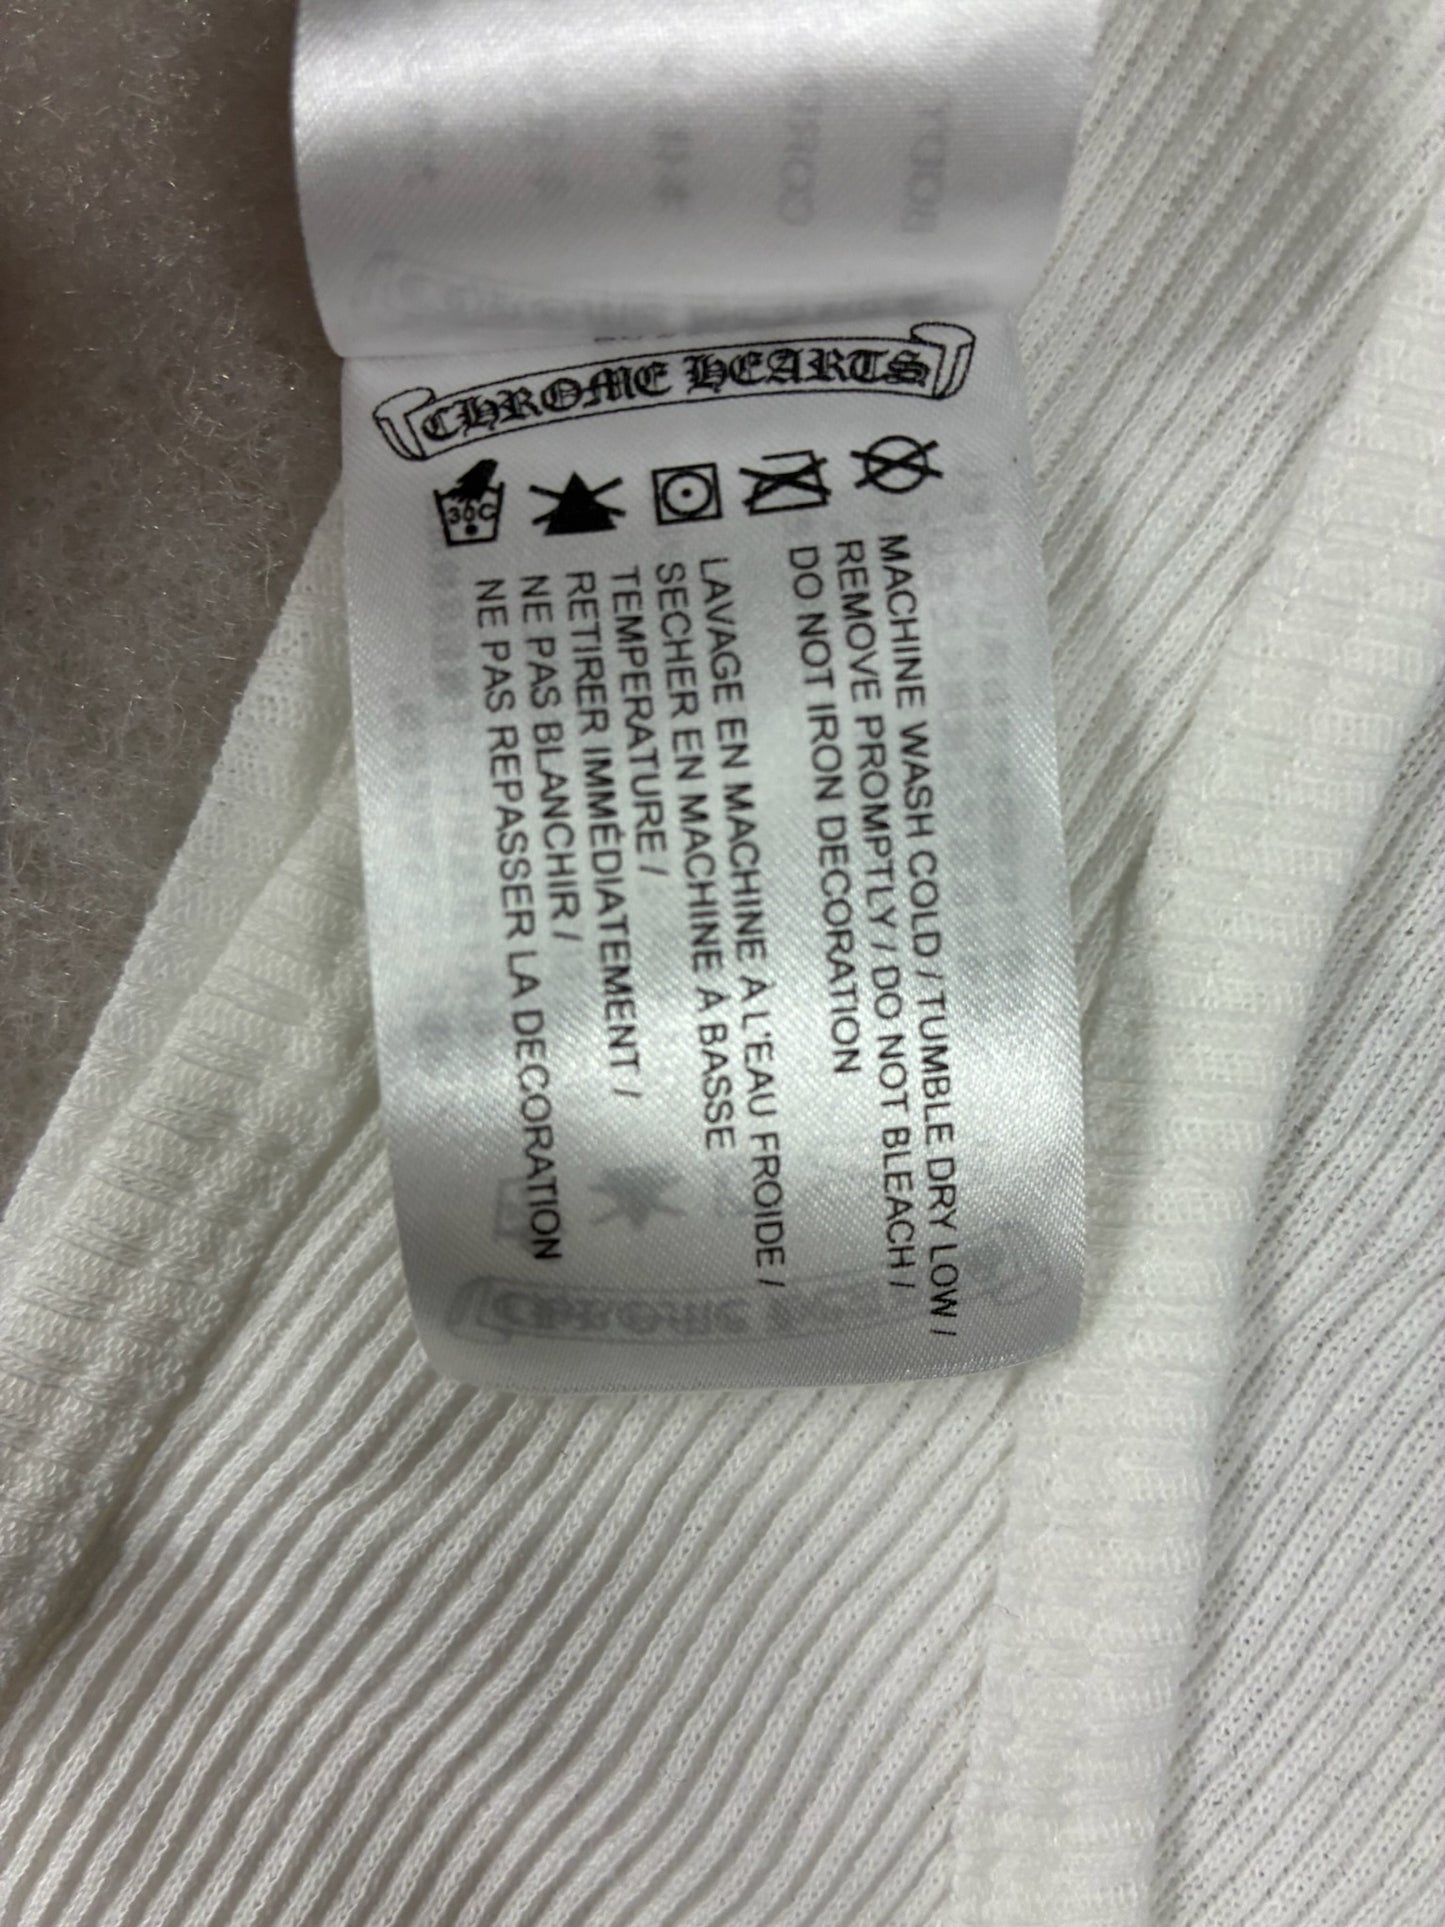 CHROME HEARTS
30C
MACHINE WASH COLD / TUMBLE DRY LOW /
REMOVE PROMPTLY / DO NOT BLEACH /
DO NOT IRON DECORATION
LAVAGE EN MACHINE À L'EAU FROIDE /
SECHER EN MACHINE À BASSE
TEMPERATURE /
RETIRER IMMÉDIATEMENT /
NE PAS BLANCHIR /
NE PAS REPASSER LA DECORATION